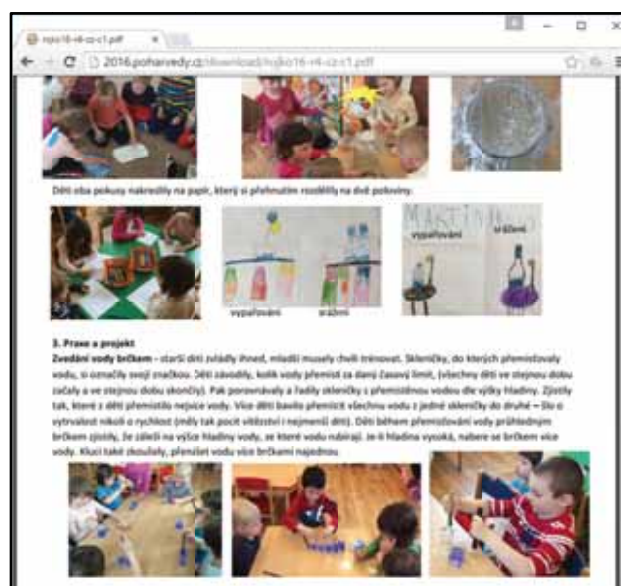 rojko16-r4-cz-c1.pdf
2016.poharvedy.cz/download/rojko16-r4-cz-c1.pdf
Děti oba pokusy nakreslily na papír, který si přehnutím rozdělily na dvě poloviny.
MARTINA
vypařování srážení
vypařování srážení
3. Praxe a projekt
Zvedání vody brčkem - starší děti zvládly ihned, mladší musely chvíli trénovat. Skleničky, do kterých přemisťovaly
vodu, si označily svojí značkou. Děti závodily, kolik vody přemístí za daný časový limit, (všechny děti ve stejnou dobu
začaly a ve stejnou dobu skončily). Pak porovnávaly a řadily skleničky s přemístěnou vodou dle výšky hladiny. Zjistily
tak, které z dětí přemístilo nejvíce vody. Více děti bavilo přemístit všechnu vodu z jedné skleničky do druhé – šlo o
vytrvalost nikoli o rychlost (měly tak pocit vítězství i nejmenší děti). Děti během přemisťování vody průhledným
brčkem zjistily, že záleží na výšce hladiny vody, ze které vodu nabírají. Je-li hladina vysoká, nabere se brčkem více
vody. Kluci také zkoušely, přenášet vodu více brčkami najednou.